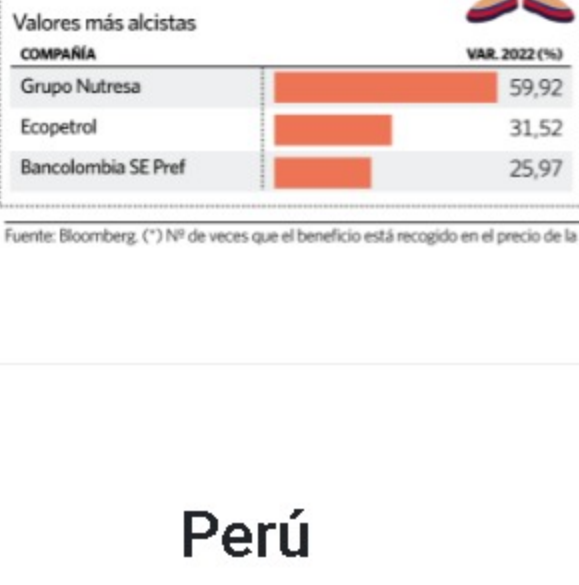 Valores más alcistas
COMPAÑÍA VAR. 2022 (%)
Grupo Nutresa 59,92
Ecopetrol 31,52
Bancolombia SE Pref 25,97
Fuente: Bloomberg. (*) Nº de veces que el beneficio está recogido en el precio de la
Perú